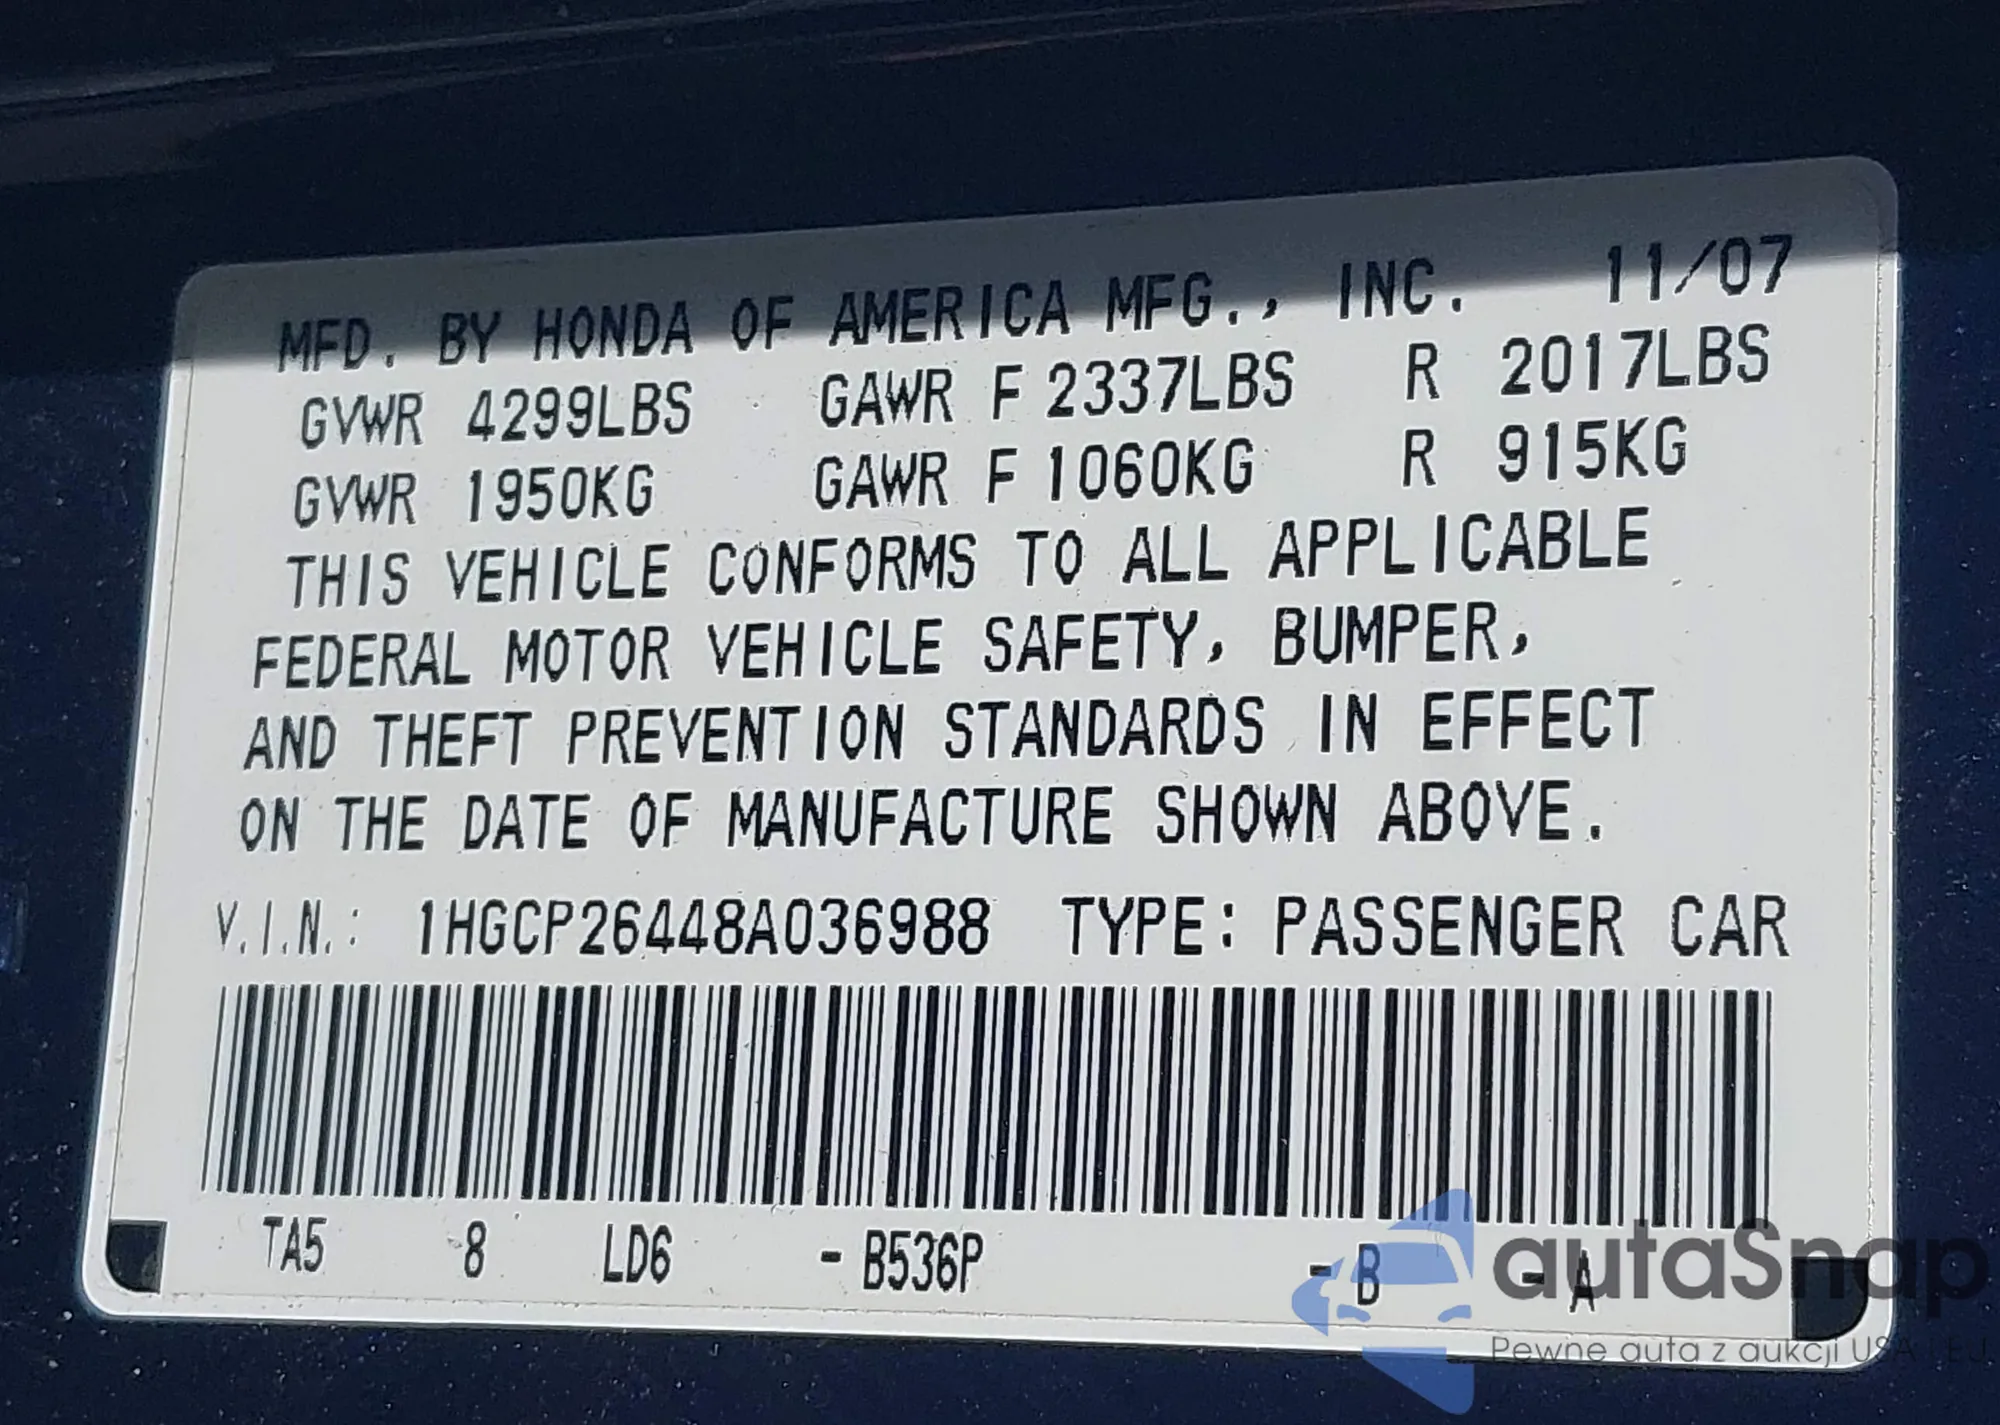 MFD. BY HONDA OF AMERICA MFG., INC. 11/07
GVWR 4299LBS GAWR F 2337LBS R 2017LBS
GVWR 1950KG GAWR F 1060KG R 915KG
THIS VEHICLE CONFORMS TO ALL APPLICABLE
FEDERAL MOTOR VEHICLE SAFETY, BUMPER,
AND THEFT PREVENTION STANDARDS IN EFFECT
ON THE DATE OF MANUFACTURE SHOWN ABOVE.
V.I.N.: 1HGCP26448A036988 TYPE: PASSENGER CAR
TA5 8 LD6 - B536P - B - A
autaSnap
Pewne auta z aukcji USA i EU